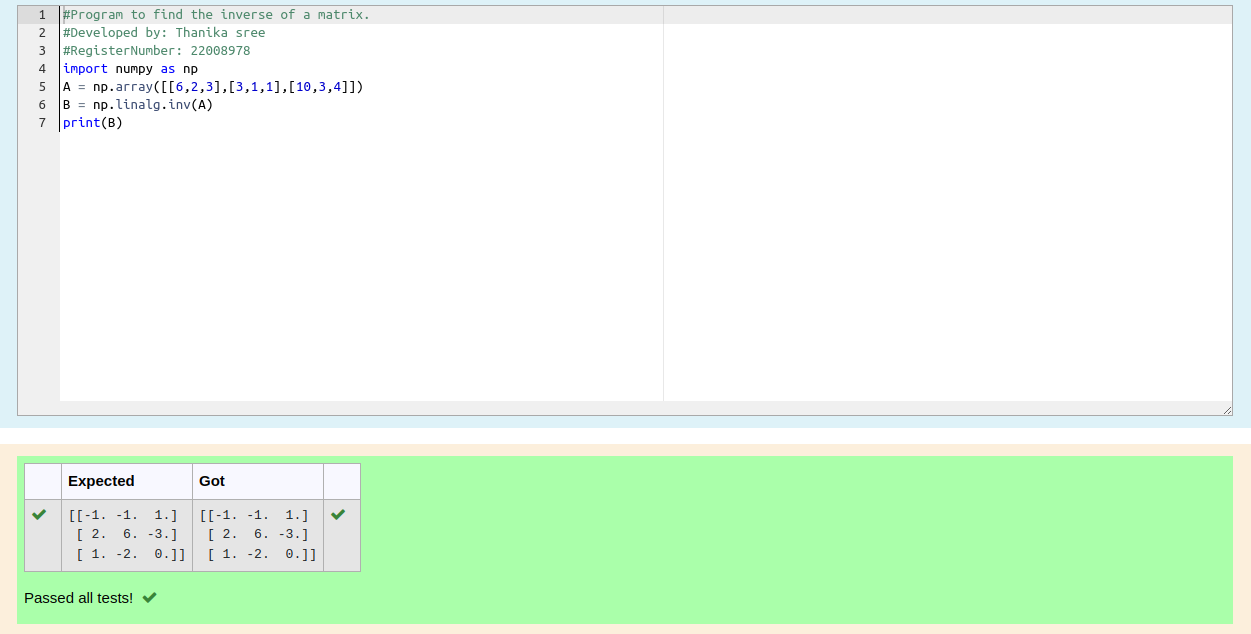 1 #Program to find the inverse of a matrix.
2 #Developed by: Thanika sree
3 #RegisterNumber: 22008978
4 import numpy as np
5 A = np.array([[6,2,3],[3,1,1],[10,3,4]])
6 B = np.linalg.inv(A)
7 print(B)
Expected Got
[[-1. -1.  1.] [[-1. -1.  1.]
[ 2.  6. -3.] [ 2.  6. -3.]
[ 1. -2.  0.]] [ 1. -2.  0.]]
Passed all tests!